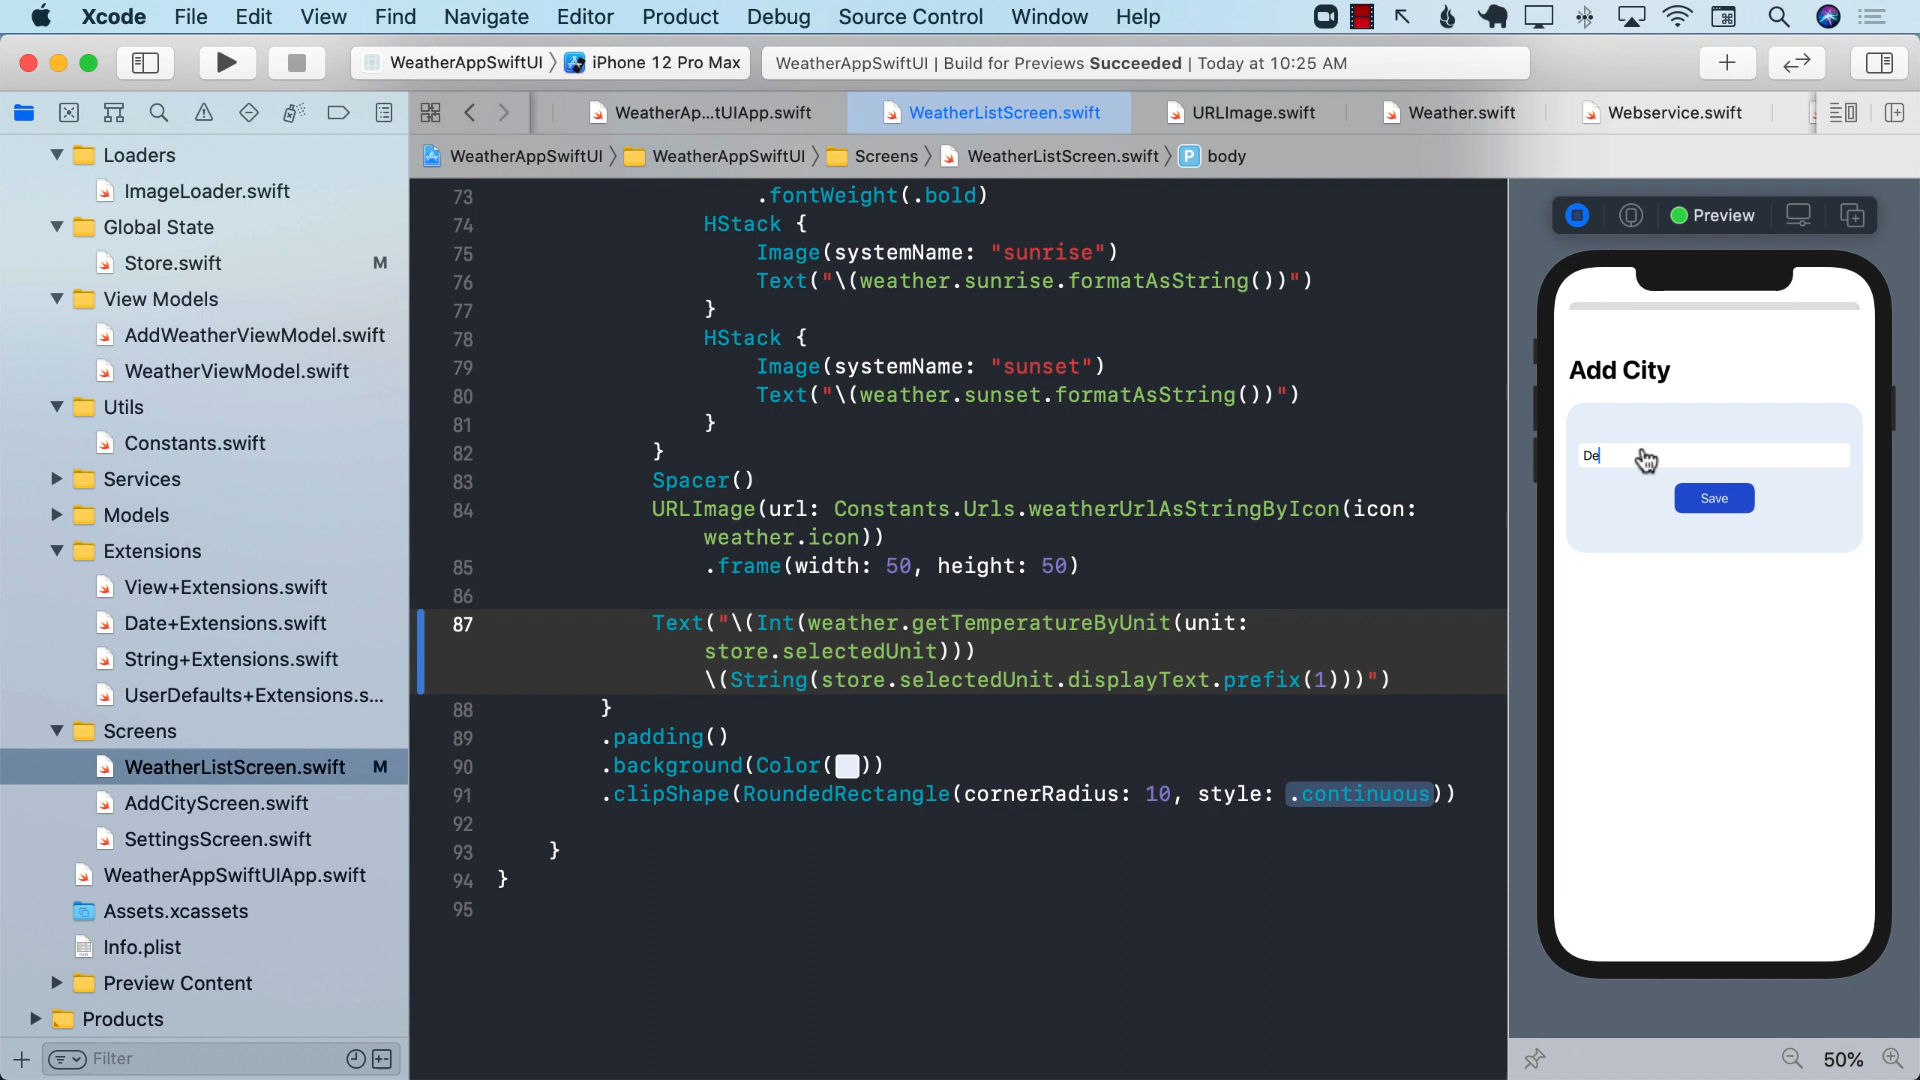 Xcode File Edit View Find Navigate Editor Product Debug Source Control Window Help
WeatherAppSwiftUI 〉 iPhone 12 Pro Max
WeatherAppSwiftUI | Build for Previews Succeeded | Today at 10:25 AM
WeatherAp...tUIApp.swift
WeatherListScreen.swift
URLImage.swift
Weather.swift
Webservice.swift
WeatherAppSwiftUI 〉 WeatherAppSwiftUI 〉 Screens 〉 WeatherListScreen.swift 〉 P body
Loaders
ImageLoader.swift
Global State
Store.swift M
View Models
AddWeatherViewModel.swift
WeatherViewModel.swift
Utils
Constants.swift
Services
Models
Extensions
View+Extensions.swift
Date+Extensions.swift
String+Extensions.swift
UserDefaults+Extensions.s...
Screens
WeatherListScreen.swift M
AddCityScreen.swift
SettingsScreen.swift
WeatherAppSwiftUIApp.swift
Assets.xcassets
Info.plist
Preview Content
Products
Filter
73 .fontWeight(.bold)
74 HStack {
75 Image(systemName: "sunrise")
76 Text("\(weather.sunrise.formatAsString())")
77 }
78 HStack {
79 Image(systemName: "sunset")
80 Text("\(weather.sunset.formatAsString())")
81 }
82 }
83 Spacer()
84 URLImage(url: Constants.Urls.weatherUrlAsStringByIcon(icon:
weather.icon))
85 .frame(width: 50, height: 50)
86
87 Text("\(Int(weather.getTemperatureByUnit(unit:
store.selectedUnit)))
\(String(store.selectedUnit.displayText.prefix(1)))")
88 }
89 .padding()
90 .background(Color( ))
91 .clipShape(RoundedRectangle(cornerRadius: 10, style: .continuous))
92
93 }
94 }
95
Preview
Add City
De
Save
50%